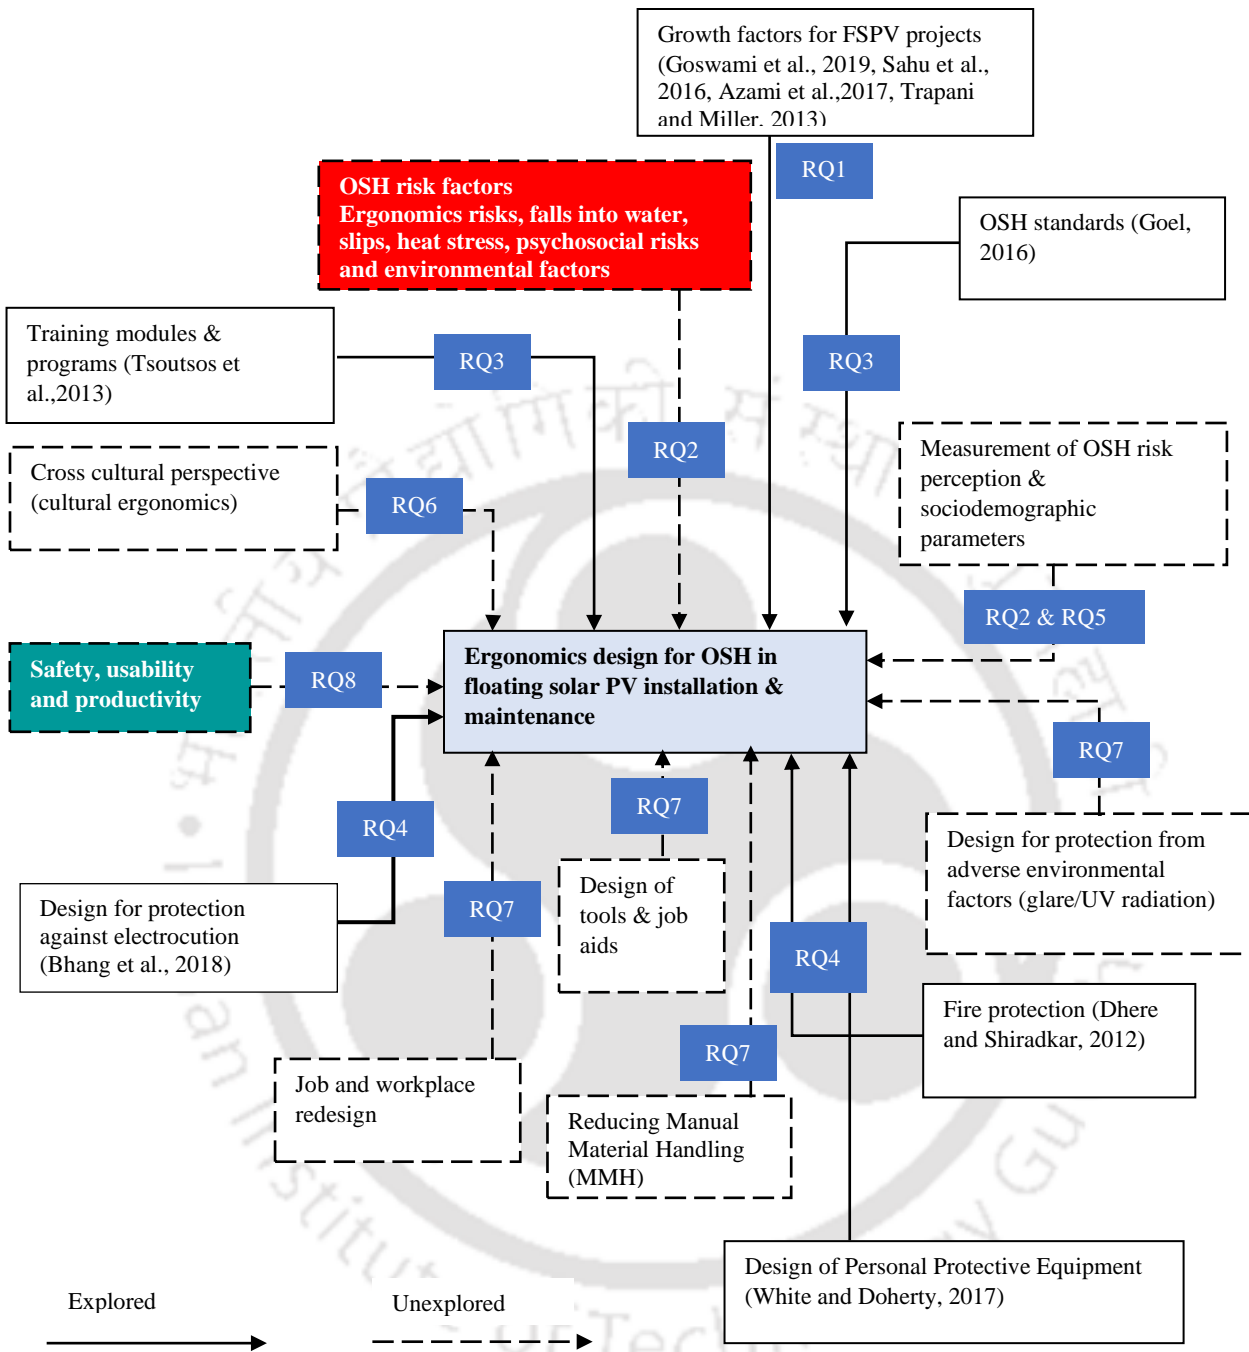 Growth factors for FSPV projects
(Goswami et al., 2019, Sahu et al.,
2016, Azami et al.,2017, Trapani
and Miller, 2013)
RQ1
OSH risk factors
Ergonomics risks, falls into water,
slips, heat stress, psychosocial risks
and environmental factors
OSH standards (Goel,
2016)
Training modules &
programs (Tsoutsos et
al.,2013)
RQ3
RQ3
RQ2
Measurement of OSH risk
perception &
sociodemographic
parameters
Cross cultural perspective
(cultural ergonomics)
RQ6
RQ2 & RQ5
Safety, usability
and productivity
RQ8
Ergonomics design for OSH in
floating solar PV installation &
maintenance
RQ7
RQ7
RQ4
Design for protection from
adverse environmental
factors (glare/UV radiation)
Design of
tools & job
aids
RQ7
Design for protection
against electrocution
(Bhang et al., 2018)
RQ4
Fire protection (Dhere
and Shiradkar, 2012)
RQ7
Job and workplace
redesign
Reducing Manual
Material Handling
(MMH)
Design of Personal Protective Equipment
(White and Doherty, 2017)
Explored
Unexplored